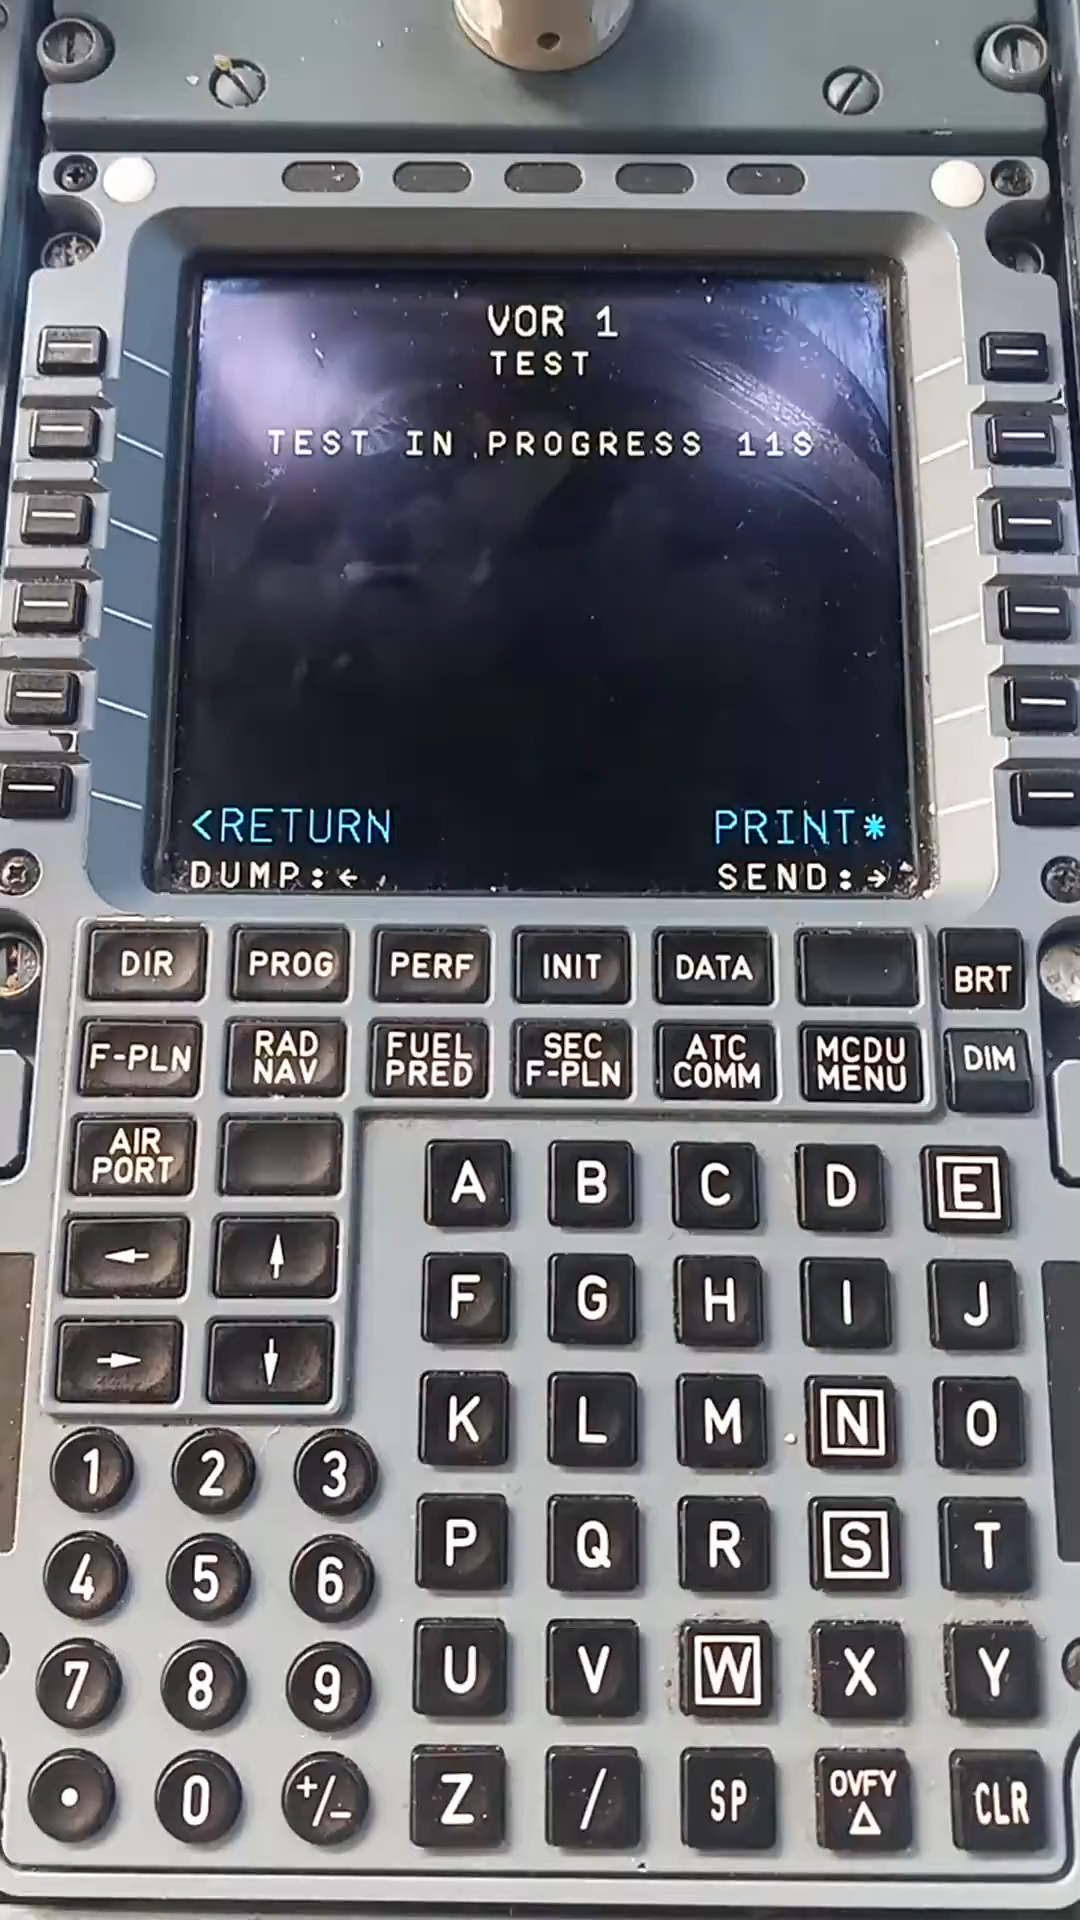 VOR 1
TEST
TEST IN PROGRESS 11S
<RETURN PRINT*
DUMP:← SEND:→
DIR PROG PERF INIT DATA BRT
F-PLN RAD NAV FUEL PRED SEC F-PLN ATC COMM MCDU MENU DIM
AIR PORT
A B C D E
← ↑
F G H I J
→ ↓
K L M N O
1 2 3
P Q R S T
4 5 6
U V W X Y
7 8 9
Z / SP OVFY Δ CLR
. 0 +/-